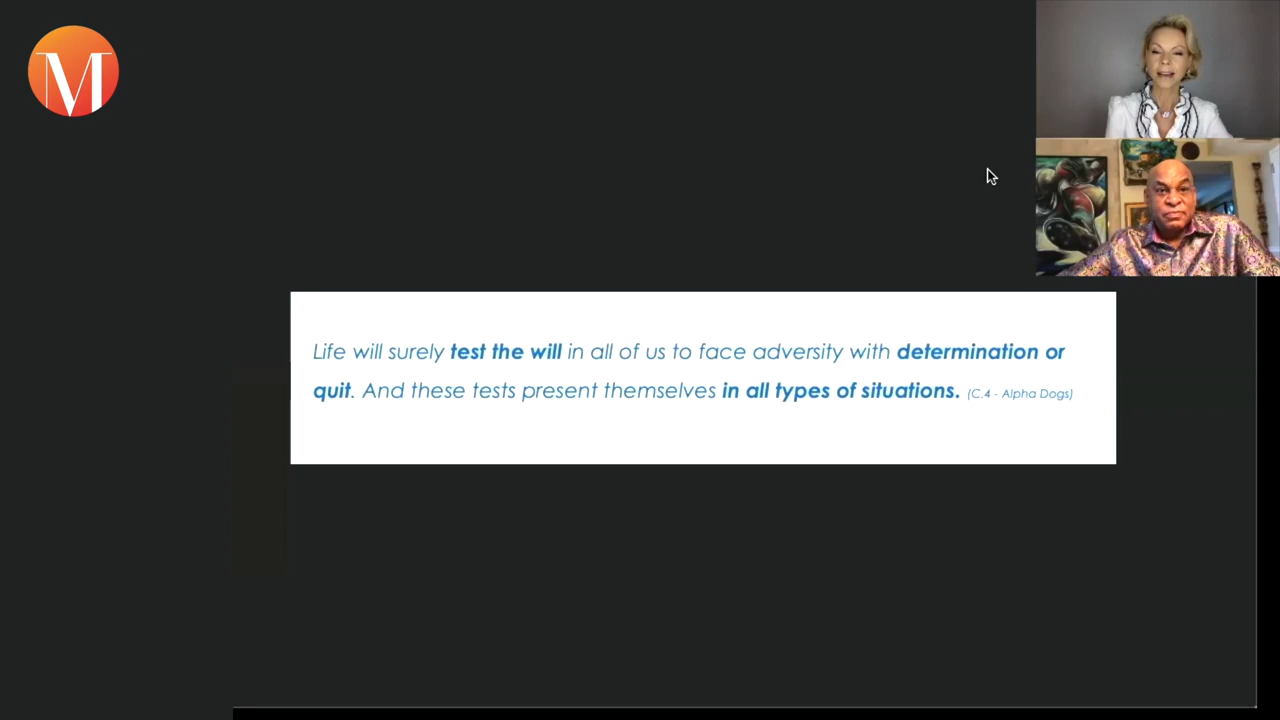 M
Life will surely test the will in all of us to face adversity with determination or
quit. And these tests present themselves in all types of situations. (C.4 - Alpha Dogs)